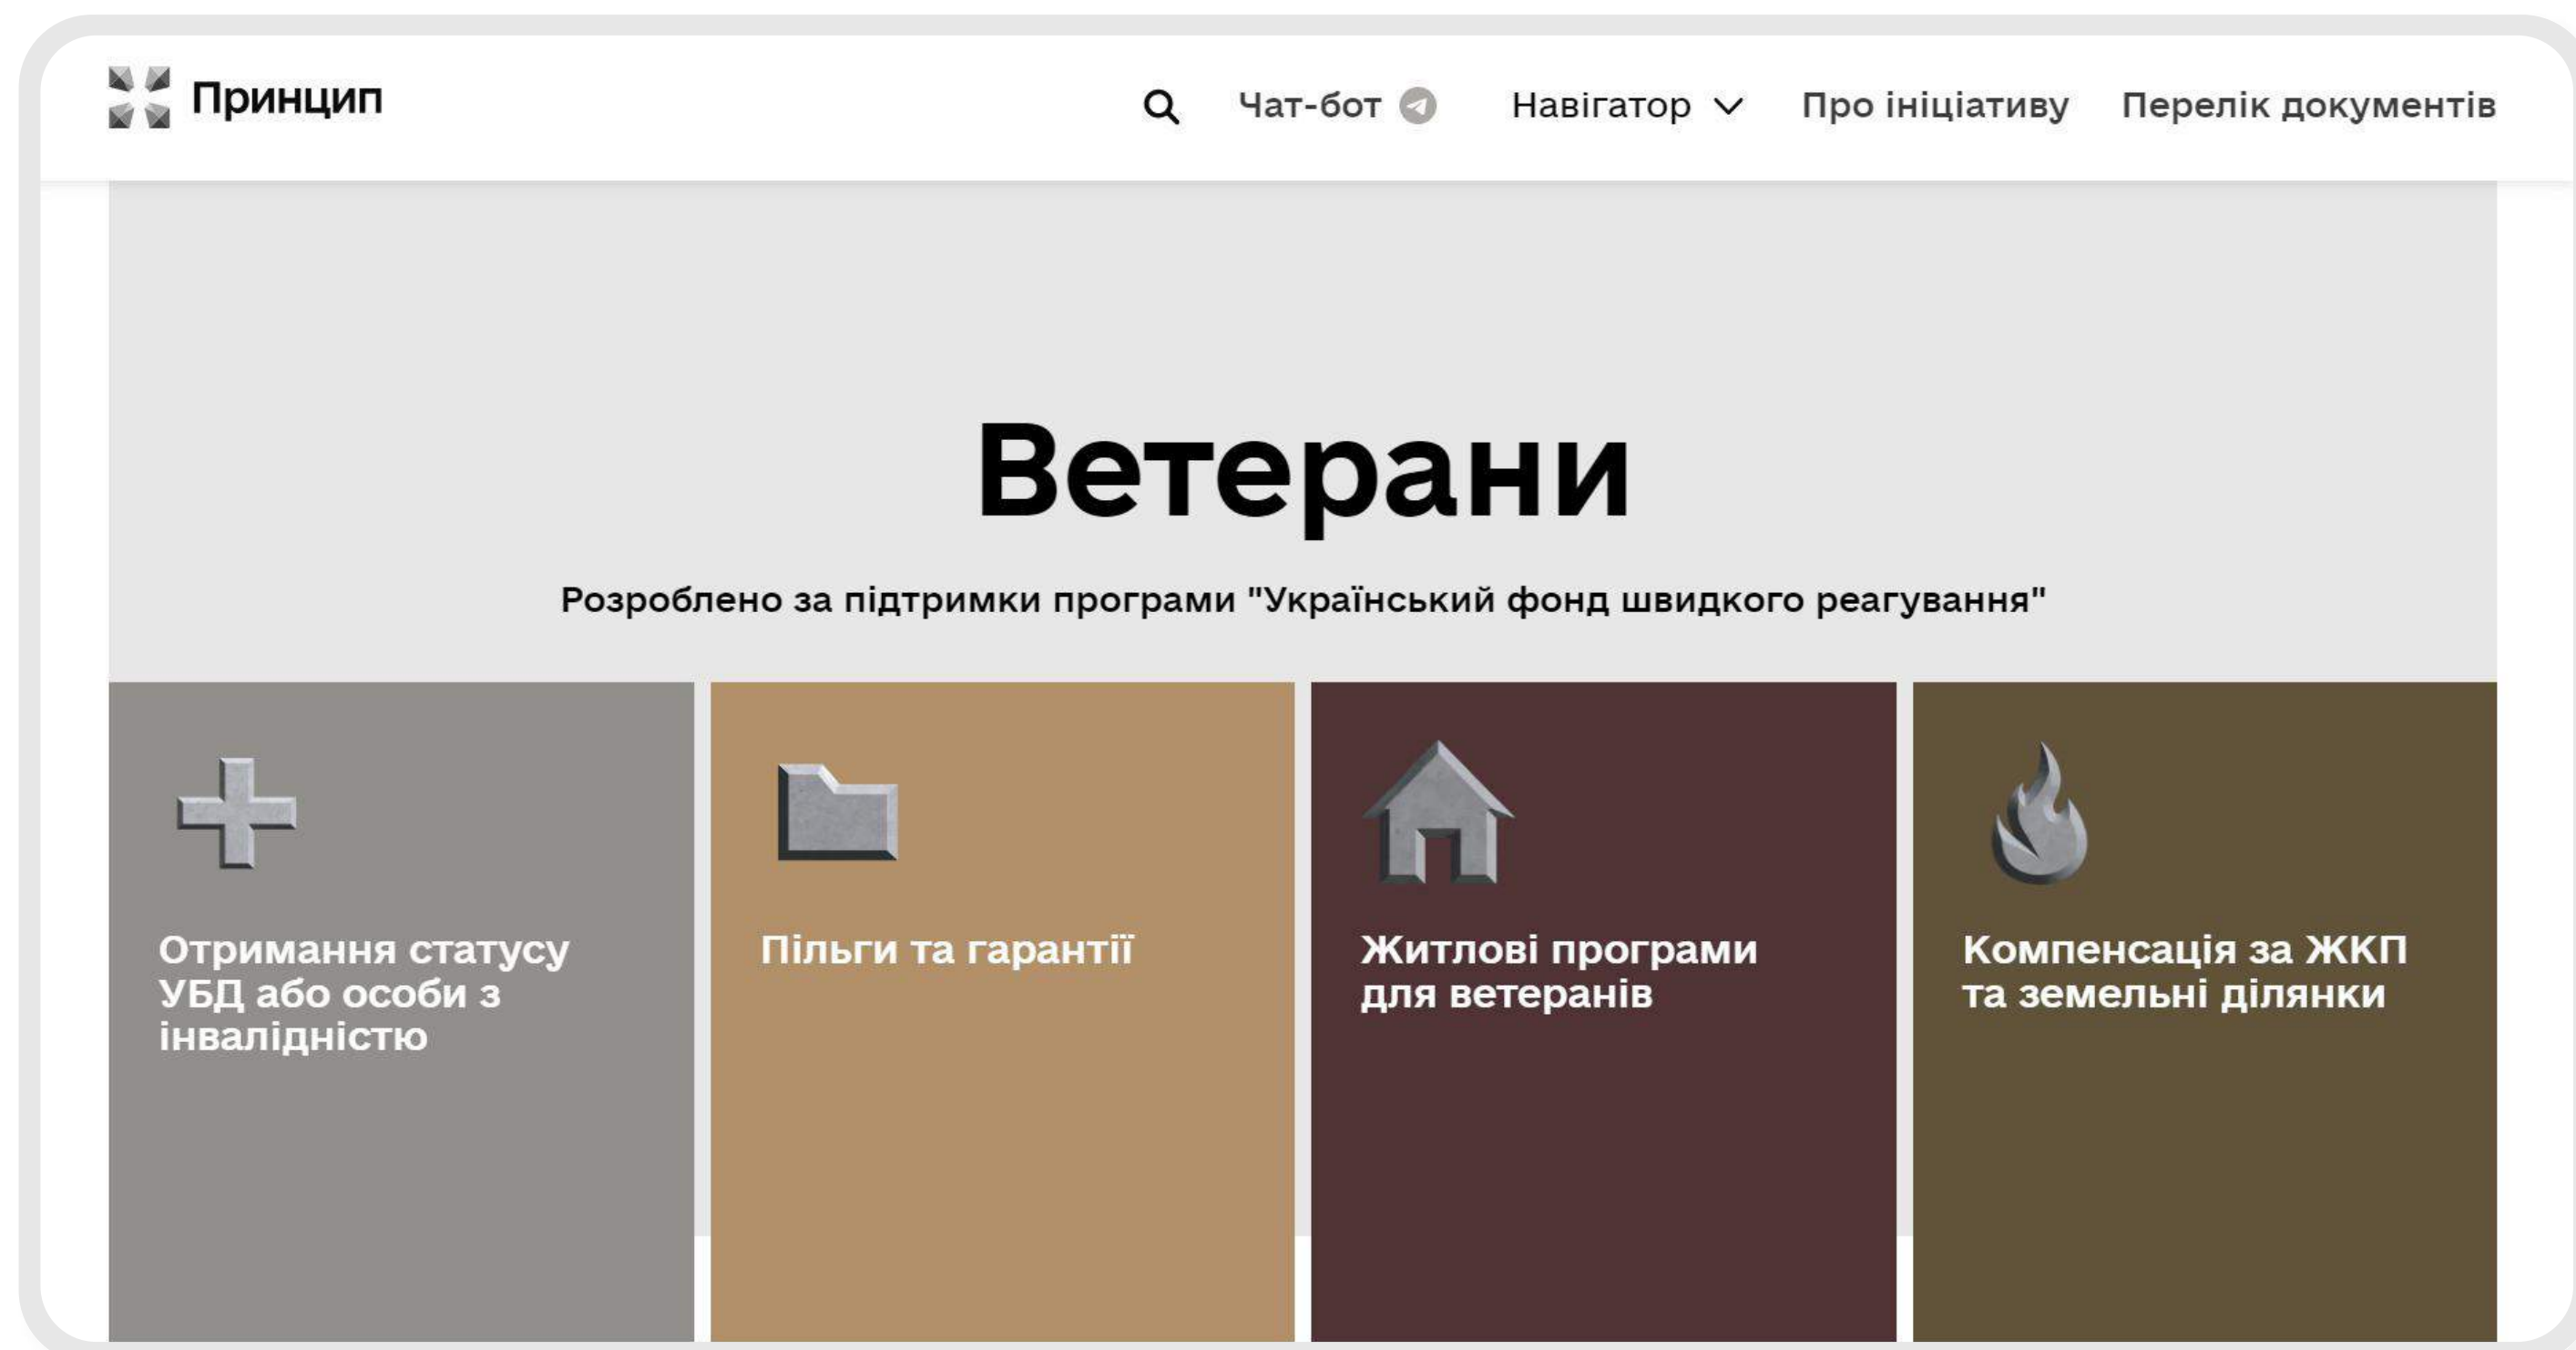 Принцип
Чат-бот
Навігатор
Про ініціативу
Перелік документів
Ветерани
Розроблено за підтримки програми "Український фонд швидкого реагування"
Отримання статусу
УБД або особи з
інвалідністю
Пільги та гарантії
Житлові програми
для ветеранів
Компенсація за ЖКП
та земельні ділянки